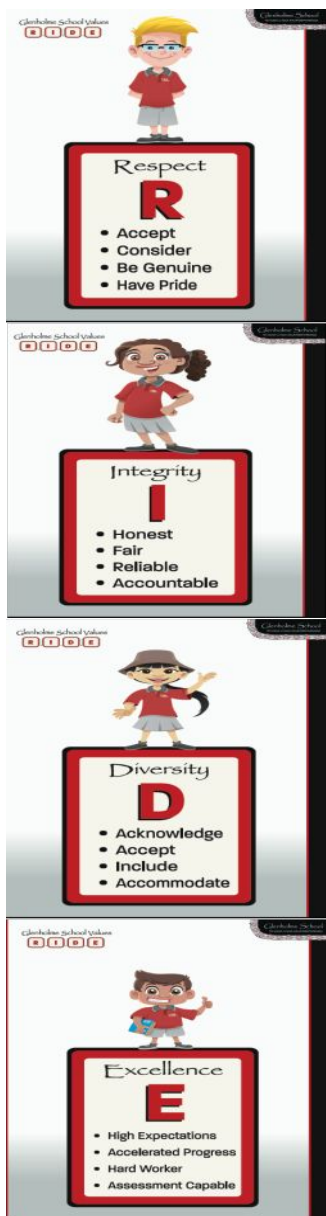 Glenholme School Values
R I D E
Glenholme School
Respect
R
• Accept
• Consider
• Be Genuine
• Have Pride
Glenholme School Values
R I D E
Glenholme School
Integrity
I
• Honest
• Fair
• Reliable
• Accountable
Glenholme School Values
R I D E
Glenholme School
Diversity
D
• Acknowledge
• Accept
• Include
• Accommodate
Glenholme School Values
R I D E
Glenholme School
Excellence
E
• High Expectations
• Accelerated Progress
• Hard Worker
• Assessment Capable